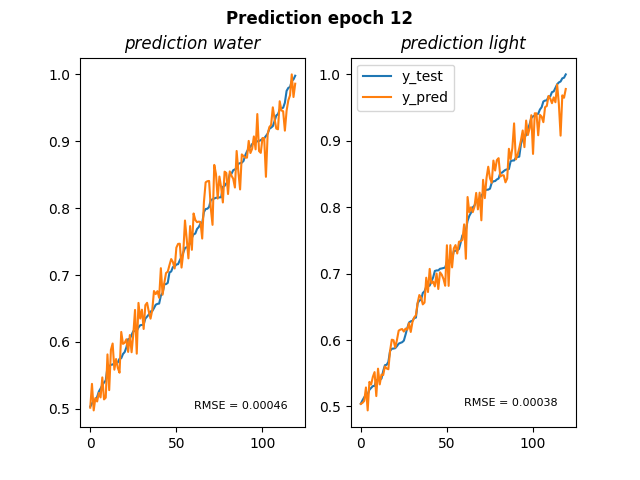 Prediction epoch 12
prediction water
1.0
0.9
0.8
0.7
0.6
0.5
0
50
100
RMSE = 0.00046
prediction light
y_test
y_pred
1.0
0.9
0.8
0.7
0.6
0.5
0
50
100
RMSE = 0.00038